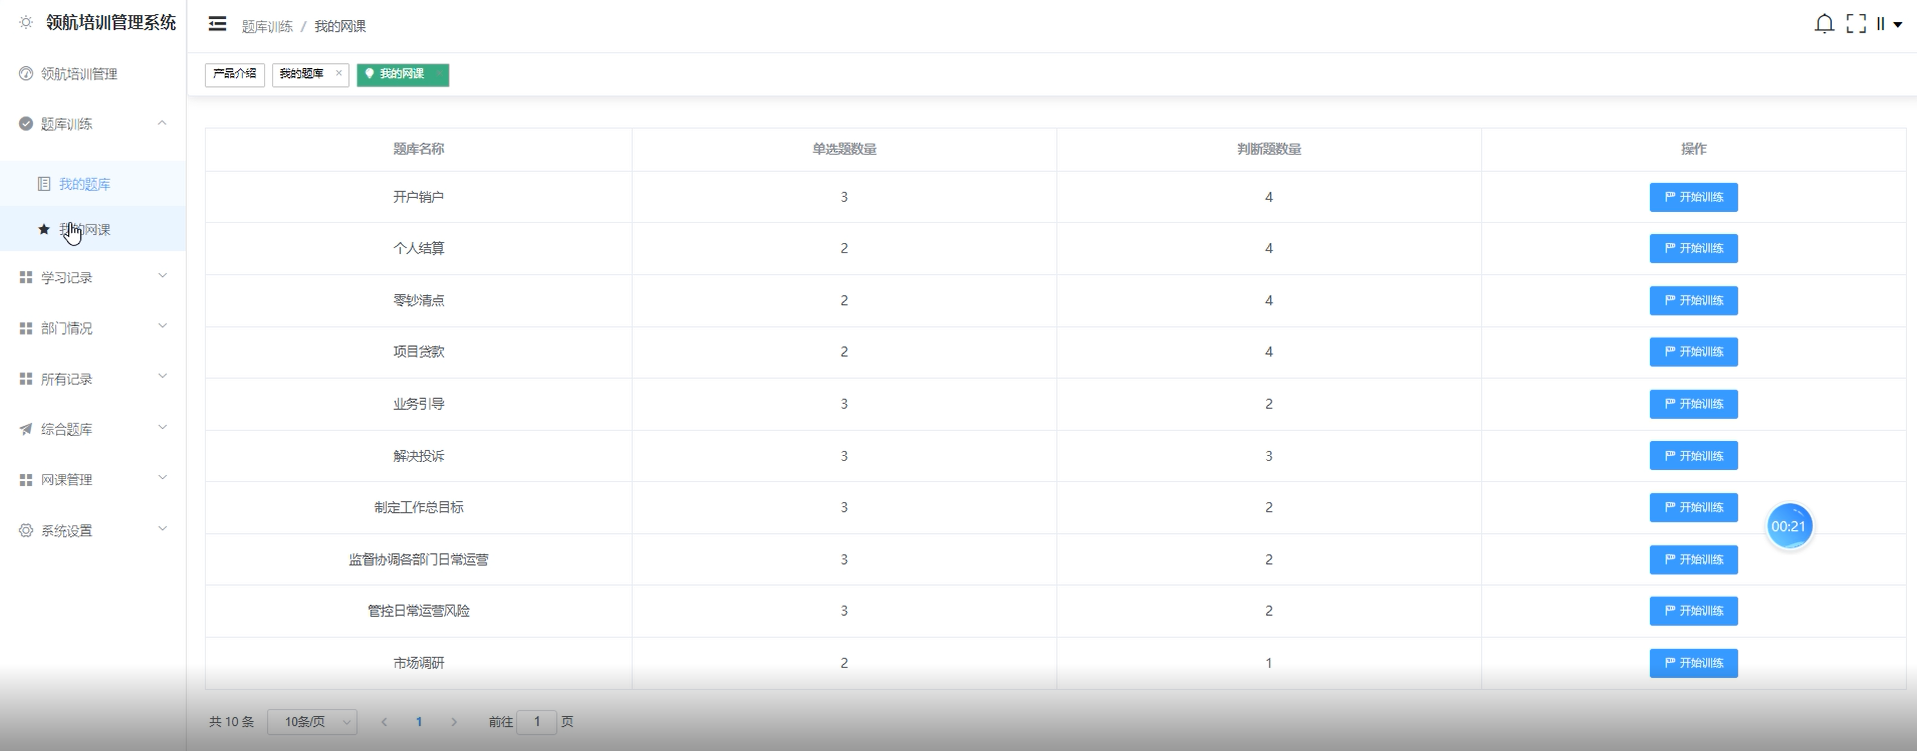 领航培训管理系统
题库训练 / 我的网课
领航培训管理
产品介绍 我的题库 × 我的网课
题库训练
我的题库
我的网课
学习记录
部门情况
所有记录
综合题库
网课管理
系统设置
题库名称 单选题数量 判断题数量 操作
开户销户 3 4 开始训练
个人结算 2 4 开始训练
零钞清点 2 4 开始训练
项目贷款 2 4 开始训练
业务引导 3 2 开始训练
解决投诉 3 3 开始训练
制定工作总目标 3 2 开始训练
00:21
监督协调各部门日常运营 3 2 开始训练
管控日常运营风险 3 2 开始训练
市场调研 2 1 开始训练
共 10 条 10条/页 < 1 > 前往 1 页